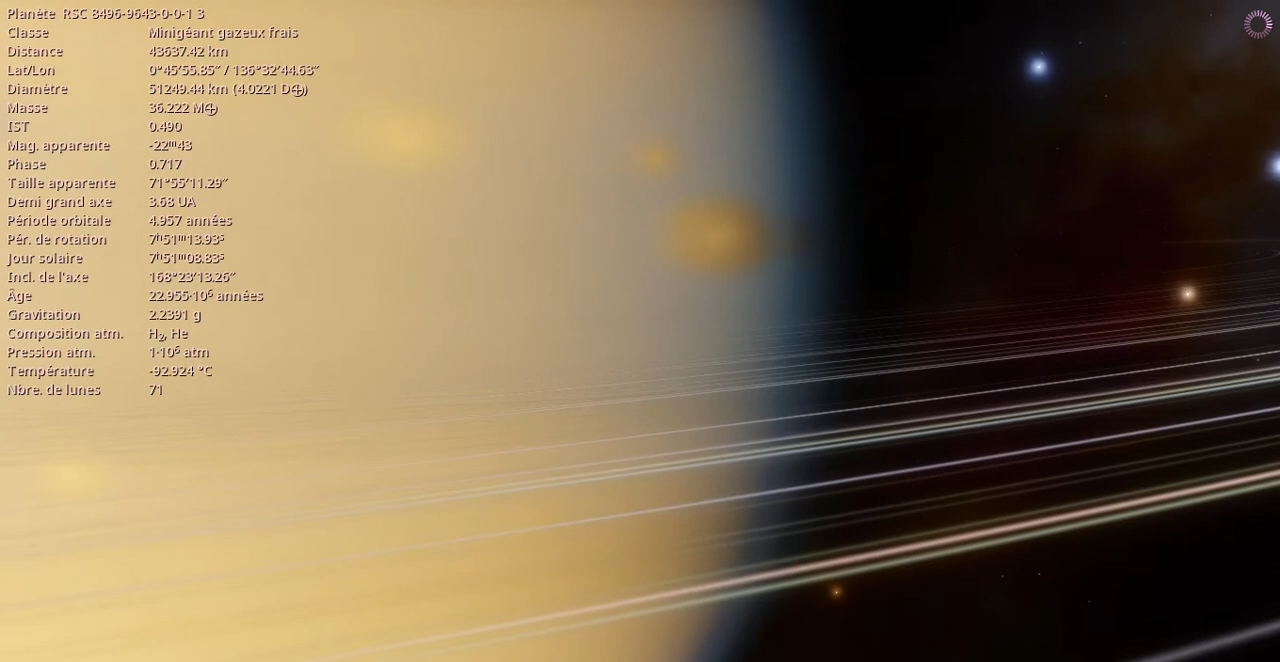 Planète RSC 8496-9643-0-0-1 3
Classe Minigéant gazeux frais
Distance 43637.42 km
Lat/Lon 0°45′55.85″ / 136°32′44.63″
Diamètre 51249.44 km (4.0221 D⊕)
Masse 36.222 M⊕
IST 0.490
Mag. apparente -22ᵐ43
Phase 0.717
Taille apparente 71°55′11.29″
Demi grand axe 3.68 UA
Période orbitale 4.957 années
Pér. de rotation 7ʰ51ᵐ13.93ˢ
Jour solaire 7ʰ51ᵐ08.83ˢ
Incl. de l'axe 168°23′13.26″
Âge 22.955·10⁶ années
Gravitation 2.2391 g
Composition atm. H₂, He
Pression atm. 1·10⁶ atm
Température -92.924 °C
Nbre. de lunes 71